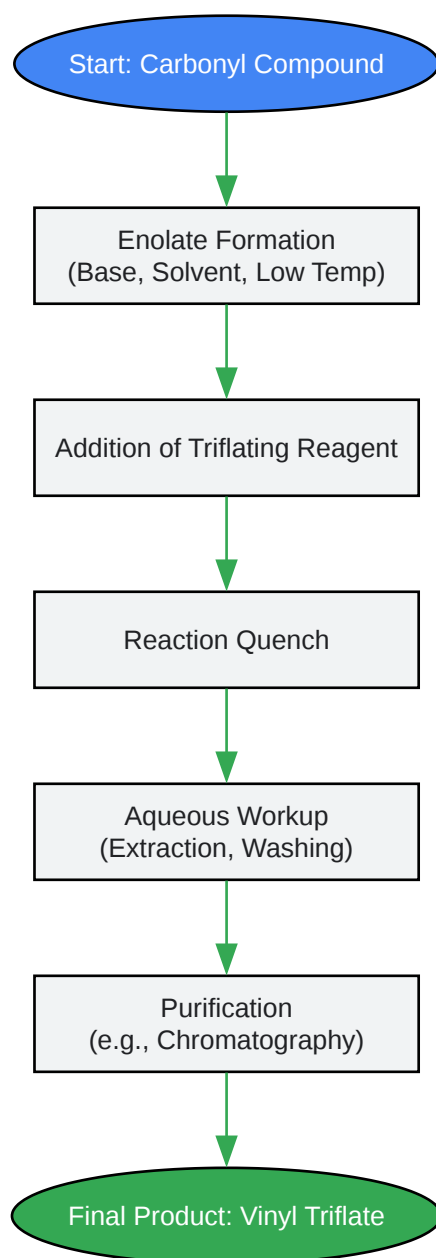 Start: Carbonyl Compound
Enolate Formation
(Base, Solvent, Low Temp)
Addition of Triflating Reagent
Reaction Quench
Aqueous Workup
(Extraction, Washing)
Purification
(e.g., Chromatography)
Final Product: Vinyl Triflate